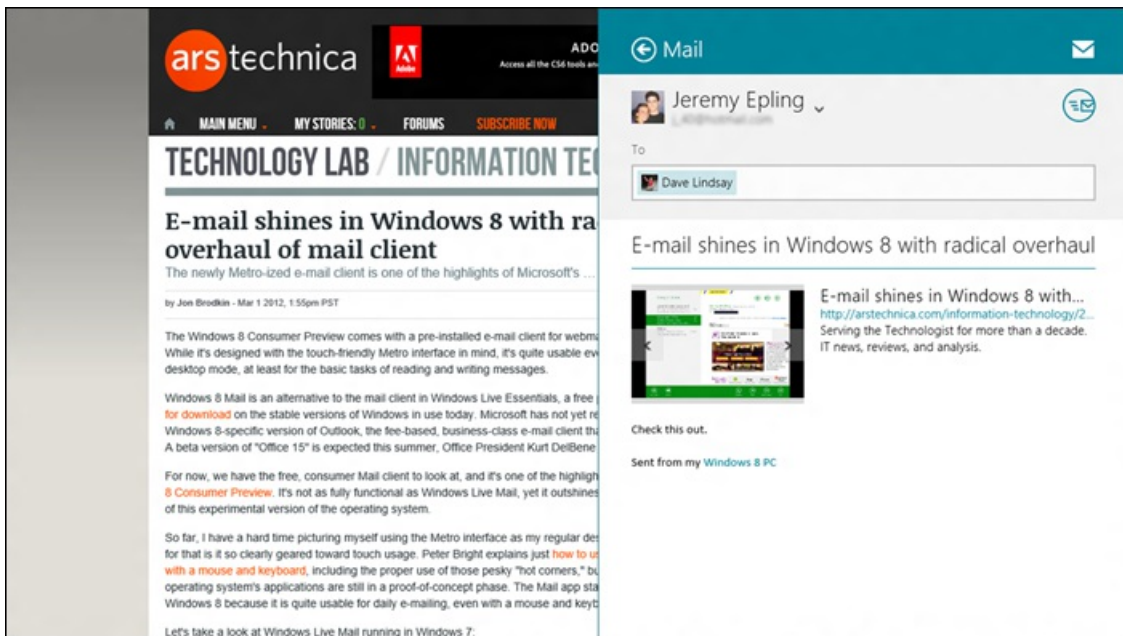 arstechnica
Adobe
ADO
Access all the CS6 tools an
MAIN MENU
MY STORIES: 0
FORUMS
SUBSCRIBE NOW
TECHNOLOGY LAB / INFORMATION TE
E-mail shines in Windows 8 with ra
overhaul of mail client
The newly Metro-ized e-mail client is one of the highlights of Microsoft's ...
by Jon Brodkin - Mar 1 2012, 1:55pm PST
The Windows 8 Consumer Preview comes with a pre-installed e-mail client for webma
While it's designed with the touch-friendly Metro interface in mind, it's quite usable eve
desktop mode, at least for the basic tasks of reading and writing messages.
Windows 8 Mail is an alternative to the mail client in Windows Live Essentials, a free p
for download on the stable versions of Windows in use today. Microsoft has not yet re
Windows 8-specific version of Outlook, the fee-based, business-class e-mail client tha
A beta version of "Office 15" is expected this summer, Office President Kurt DelBene
For now, we have the free, consumer Mail client to look at, and it's one of the highligh
8 Consumer Preview. It's not as fully functional as Windows Live Mail, yet it outshines
of this experimental version of the operating system.
So far, I have a hard time picturing myself using the Metro interface as my regular des
for that is it so clearly geared toward touch usage. Peter Bright explains just how to us
with a mouse and keyboard, including the proper use of those pesky "hot corners," bu
operating system's applications are still in a proof-of-concept phase. The Mail app sta
Windows 8 because it is quite usable for daily e-mailing, even with a mouse and keyb
Let's take a look at Windows Live Mail running in Windows 7:
Mail
Jeremy Epling
To
Dave Lindsay
E-mail shines in Windows 8 with radical overhaul
E-mail shines in Windows 8 with...
http://arstechnica.com/information-technology/2...
Serving the Technologist for more than a decade.
IT news, reviews, and analysis.
Check this out.
Sent from my Windows 8 PC